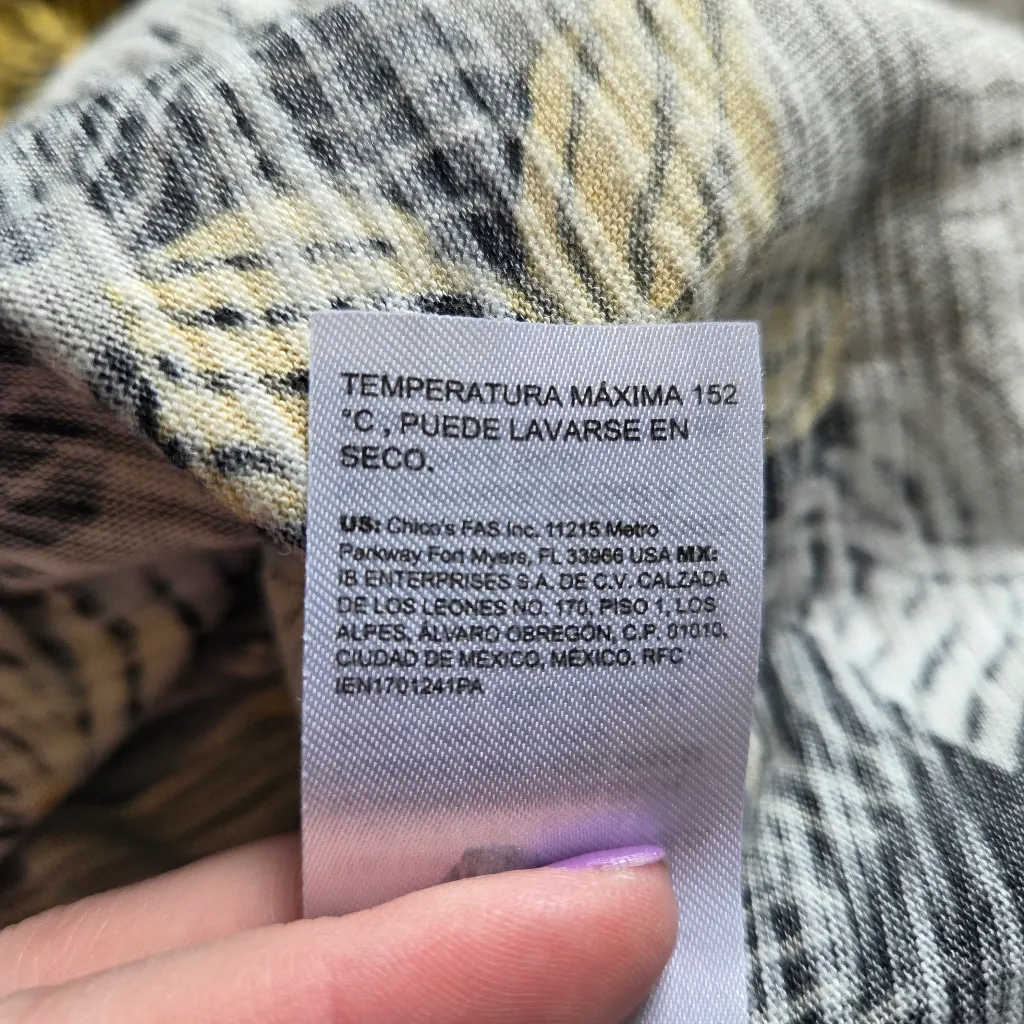 TEMPERATURA MÁXIMA 152
°C , PUEDE LAVARSE EN
SECO.
US: Chico's FAS Inc. 11215 Metro
Parkway Fort Myers, FL 33966 USA MX:
IB ENTERPRISES S.A. DE C.V. CALZADA
DE LOS LEONES NO. 170, PISO 1, LOS
ALPES, ÁLVARO OBREGÓN, C.P. 01010,
CIUDAD DE MÉXICO, MÉXICO. RFC
IEN1701241PA